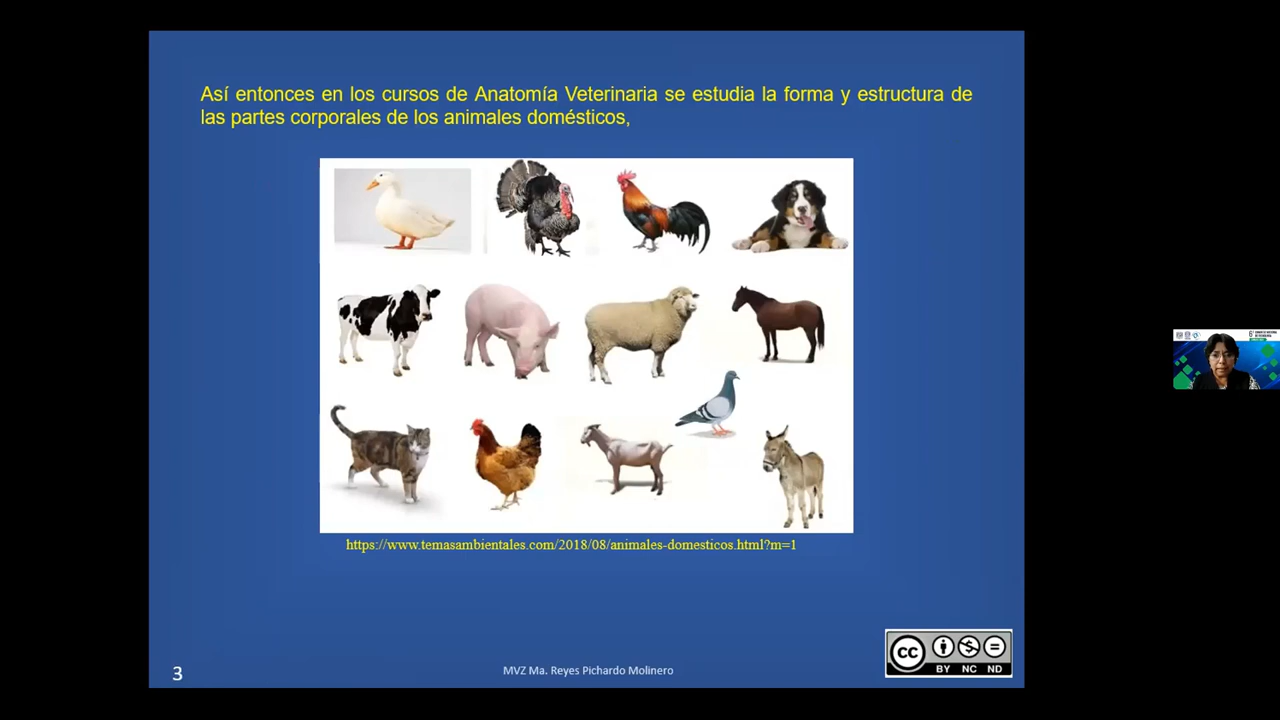 Así entonces en los cursos de Anatomía Veterinaria se estudia la forma y estructura de
las partes corporales de los animales domésticos,
https://www.temasambientales.com/2018/08/animales-domesticos.html?m=1
3
MVZ Ma. Reyes Pichardo Molinero
cc
BY NC ND